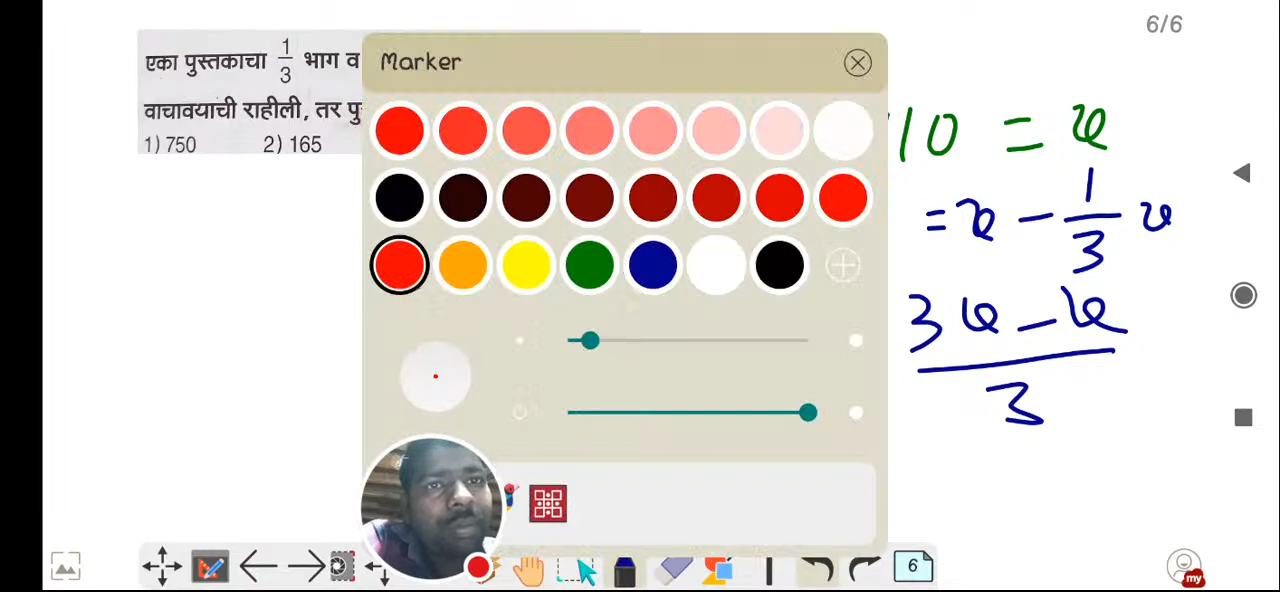 6/6
एका पुस्तकाचा 1/3 भाग व
वाचावयाची राहीली, तर पु
1) 750 2) 165
Marker
10 = x
= x - 1/3 x
3x - x
3
6
my